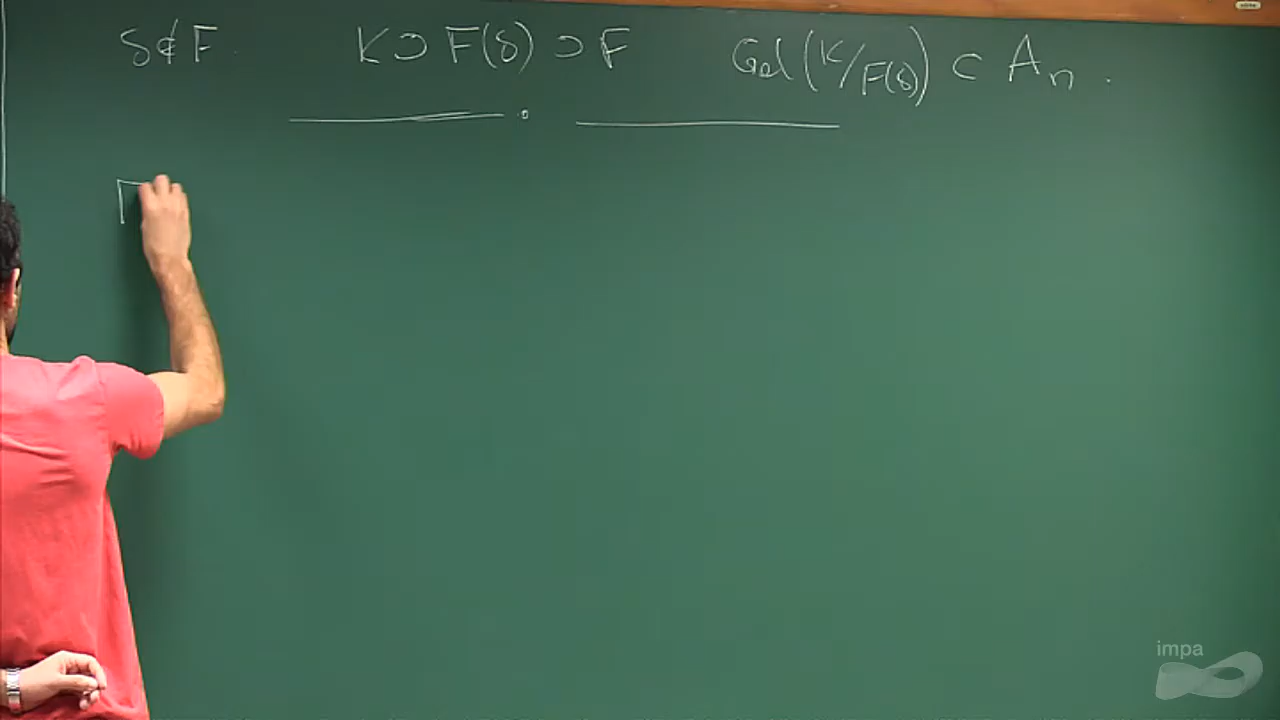 δ∉F. K ⊃ F(δ) ⊃ F Gal(K/F(δ)) ⊂ An.
impa